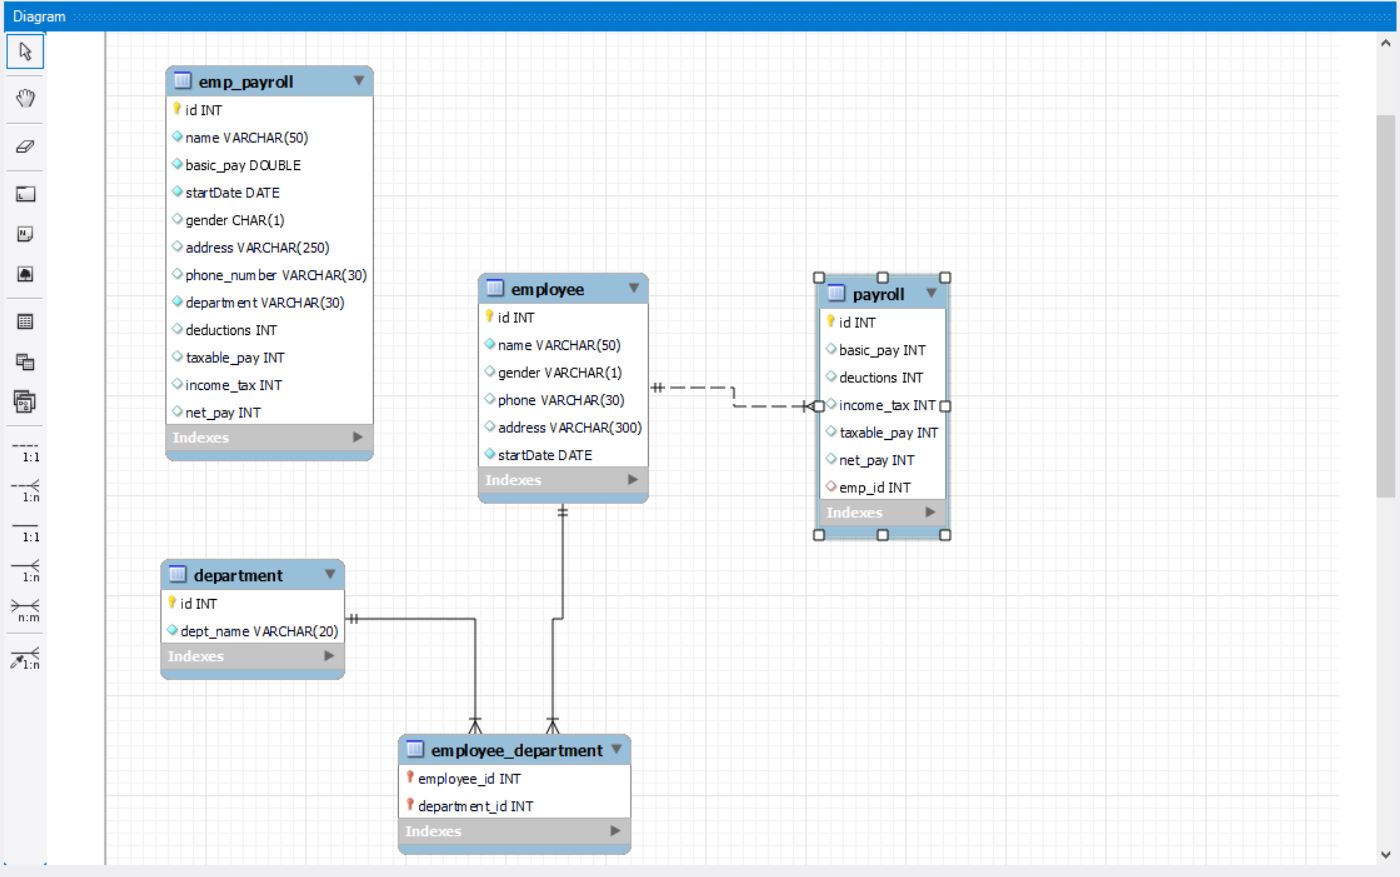 Diagram
emp_payroll
id INT
name VARCHAR(50)
basic_pay DOUBLE
startDate DATE
gender CHAR(1)
address VARCHAR(250)
phone_number VARCHAR(30)
department VARCHAR(30)
deductions INT
taxable_pay INT
income_tax INT
net_pay INT
Indexes
employee
id INT
name VARCHAR(50)
gender VARCHAR(1)
phone VARCHAR(30)
address VARCHAR(300)
startDate DATE
Indexes
payroll
id INT
basic_pay INT
deuctions INT
income_tax INT
taxable_pay INT
net_pay INT
emp_id INT
Indexes
department
id INT
dept_name VARCHAR(20)
Indexes
employee_department
employee_id INT
department_id INT
Indexes
1:1
1:n
1:1
1:n
n:m
1:n